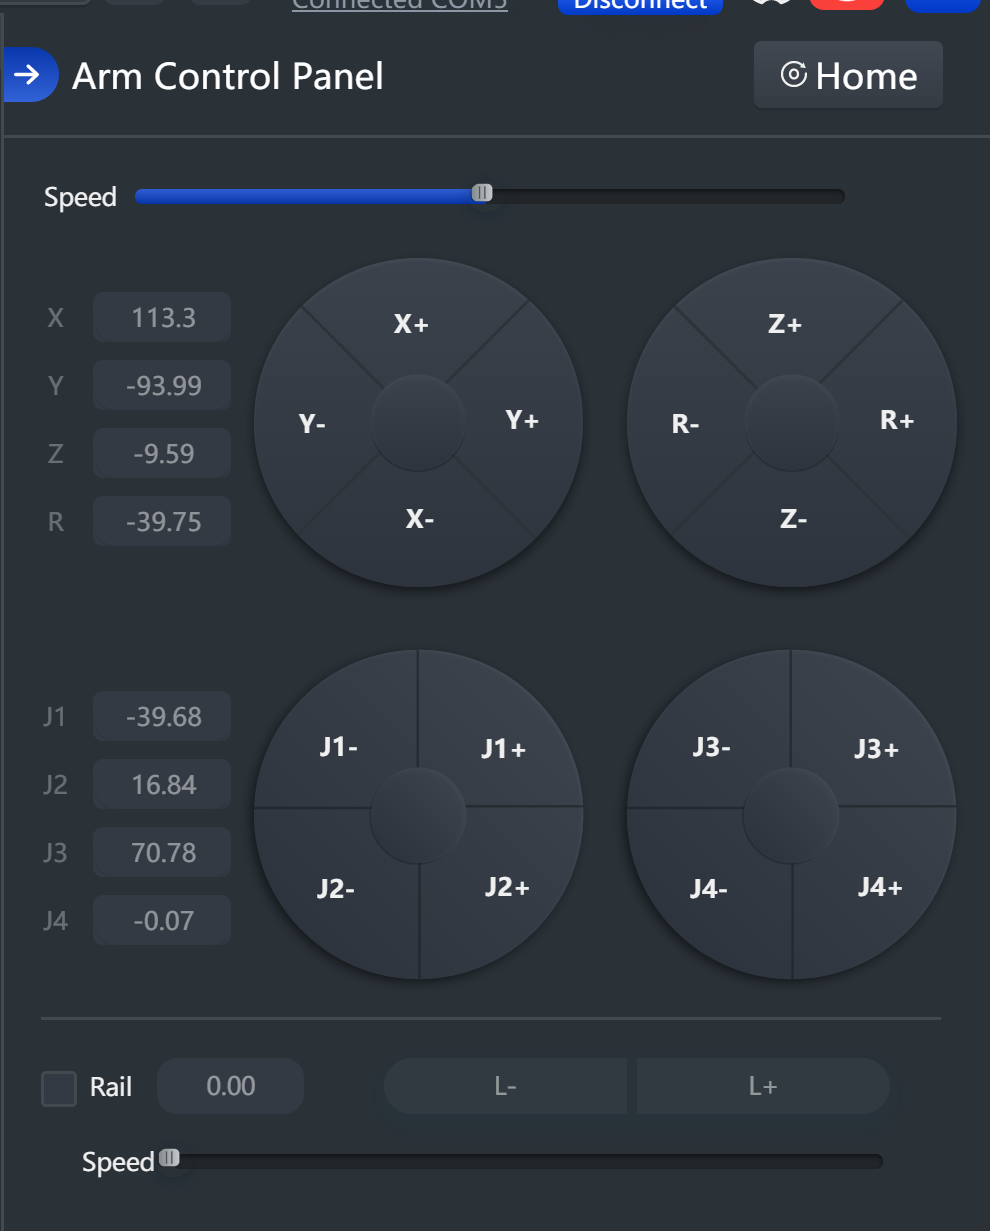 Connected COM5 Disconnect
Arm Control Panel
Home
Speed
X 113.3
Y -93.99
Z -9.59
R -39.75
X+
Y- Y+
X-
Z+
R- R+
Z-
J1 -39.68
J2 16.84
J3 70.78
J4 -0.07
J1- J1+
J2- J2+
J3- J3+
J4- J4+
Rail 0.00 L- L+
Speed